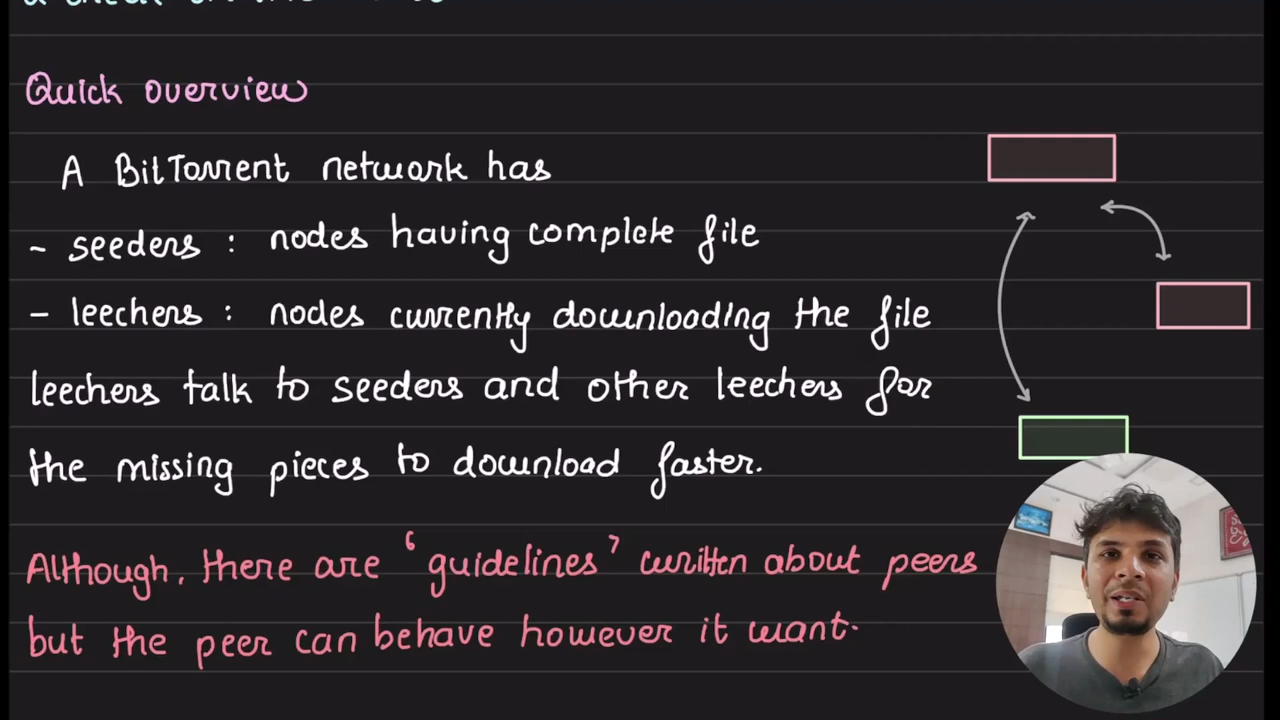 Quick overview
A BitTorrent network has
- seeders : nodes having complete file
- leechers : nodes currently downloading the file
leechers talk to seeders and other leechers for
the missing pieces to download faster.
Although, there are 'guidelines' written about peers
but the peer can behave however it want.